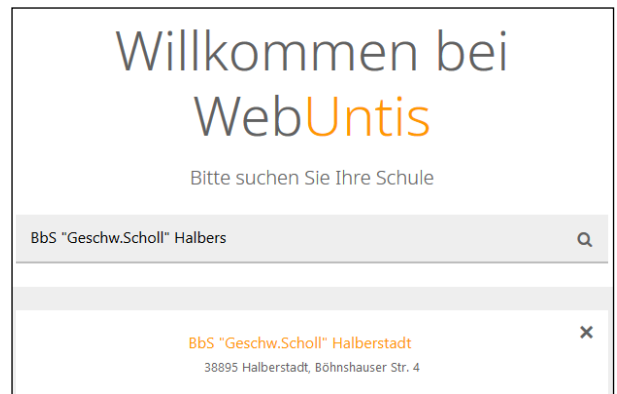 Willkommen bei
WebUntis
Bitte suchen Sie Ihre Schule
BbS "Geschw.Scholl" Halbers
BbS "Geschw.Scholl" Halberstadt
38895 Halberstadt, Böhnshauser Str. 4